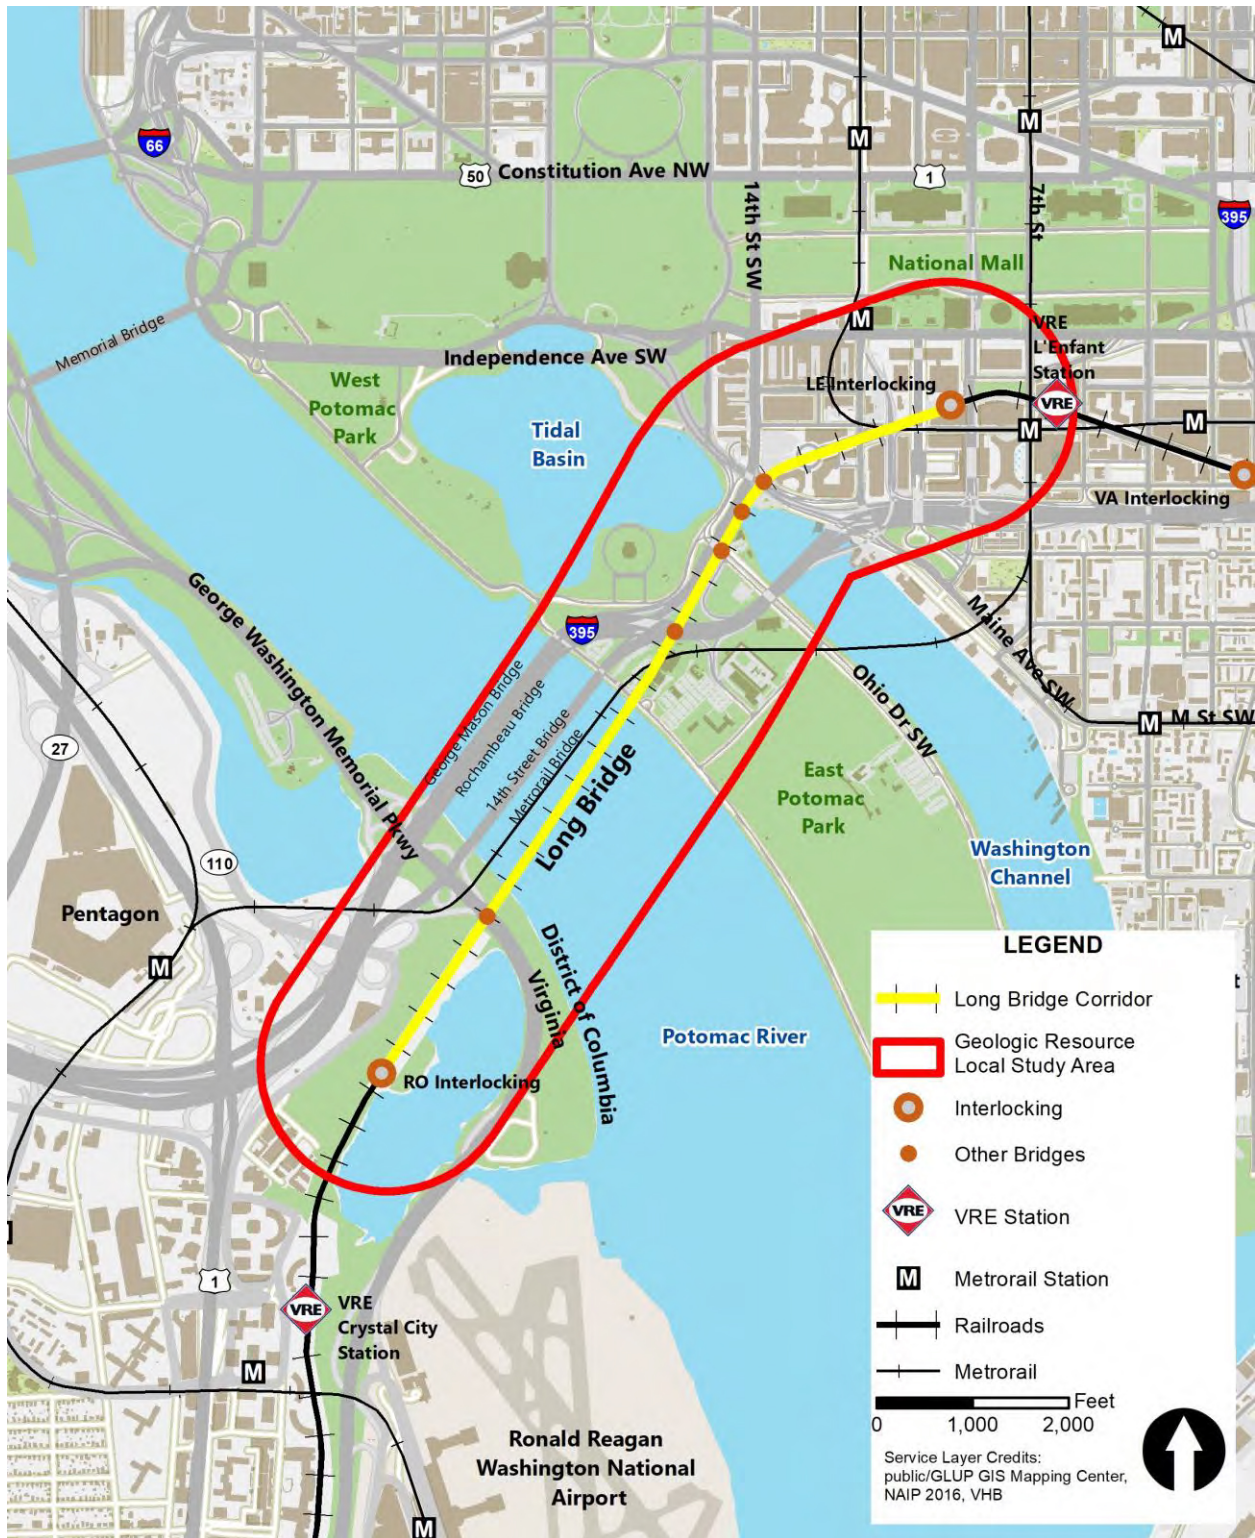 M
66
M
M
50
Constitution Ave NW
1
14th St SW
7th St
395
National Mall
Memorial Bridge
M
VRE
L'Enfant
Station
Independence Ave SW
West
Potomac
Park
LE Interlocking
VRE
Tidal
Basin
M
M
VA Interlocking
George Washington Memorial Pkwy
395
Maine Ave SW
Ohio Dr SW
George Mason Bridge
Rochambeau Bridge
14th Street Bridge
Metrorail Bridge
Long Bridge
M
M St SW
27
East
Potomac
Park
110
Washington
Channel
Pentagon
M
District of Columbia
Virginia
Potomac River
RO Interlocking
1
VRE
VRE
Crystal City
Station
M
Ronald Reagan
Washington National
Airport
M
LEGEND
Long Bridge Corridor
Geologic Resource
Local Study Area
Interlocking
Other Bridges
VRE
VRE Station
M
Metrorail Station
Railroads
Metrorail
Feet
0 1,000 2,000
Service Layer Credits:
public/GLUP GIS Mapping Center,
NAIP 2016, VHB